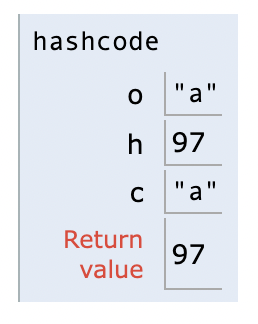 hashcode
o "a"
h 97
c "a"
Return
value 97